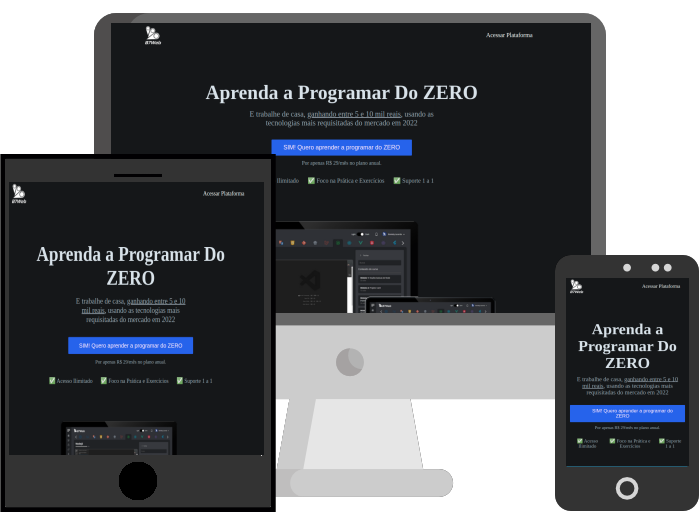 B7Web
Acessar Plataforma
Aprenda a Programar Do ZERO
E trabalhe de casa, ganhando entre 5 e 10 mil reais, usando as
tecnologias mais requisitadas do mercado em 2022
SIM! Quero aprender a programar do ZERO
Por apenas R$ 29/mês no plano anual.
Ilimitado ✅ Foco na Prática e Exercícios ✅ Suporte 1 a 1
B7Web
Acessar Plataforma
Aprenda a Programar Do
ZERO
E trabalhe de casa, ganhando entre 5 e 10
mil reais, usando as tecnologias mais
requisitadas do mercado em 2022
SIM! Quero aprender a programar do ZERO
Por apenas R$ 29/mês no plano anual.
✅ Acesso Ilimitado ✅ Foco na Prática e Exercícios ✅ Suporte 1 a 1
B7Web
Acessar Plataforma
Aprenda a
Programar Do
ZERO
E trabalhe de casa, ganhando entre 5 e 10
mil reais, usando as tecnologias mais
requisitadas do mercado em 2022
SIM! Quero aprender a programar do
ZERO
Por apenas R$ 29/mês no plano anual.
✅ Acesso ✅ Foco na Prática e ✅ Suporte
Ilimitado Exercícios 1 a 1